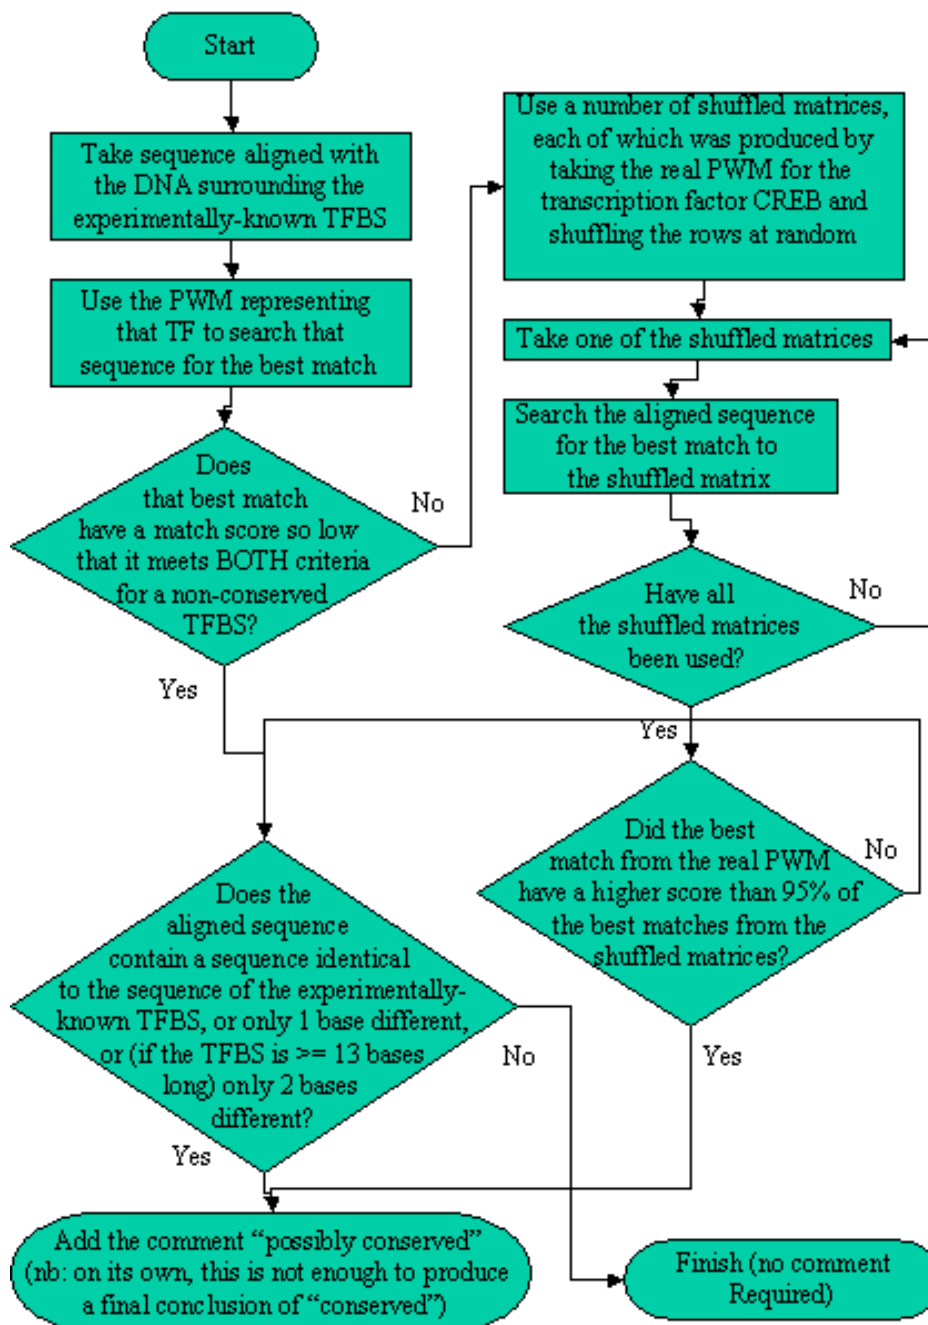 Start
Take sequence aligned with
the DNA surrounding the
experimentally-known TFBS
Use the PWM representing
that TF to search that
sequence for the best match
Does
that best match
have a match score so low
that it meets BOTH criteria
for a non-conserved
TFBS?
No
Yes
Use a number of shuffled matrices,
each of which was produced by
taking the real PWM for the
transcription factor CREB and
shuffling the rows at random
Take one of the shuffled matrices
Search the aligned sequence
for the best match to
the shuffled matrix
Have all
the shuffled matrices
been used?
No
Yes
Did the best
match from the real PWM
have a higher score than 95% of
the best matches from the
shuffled matrices?
No
Yes
Does the
aligned sequence
contain a sequence identical
to the sequence of the experimentally-
known TFBS, or only 1 base different,
or (if the TFBS is >= 13 bases
long) only 2 bases
different?
No
Yes
Add the comment “possibly conserved”
(nb: on its own, this is not enough to produce
a final conclusion of “conserved”)
Finish (no comment
Required)